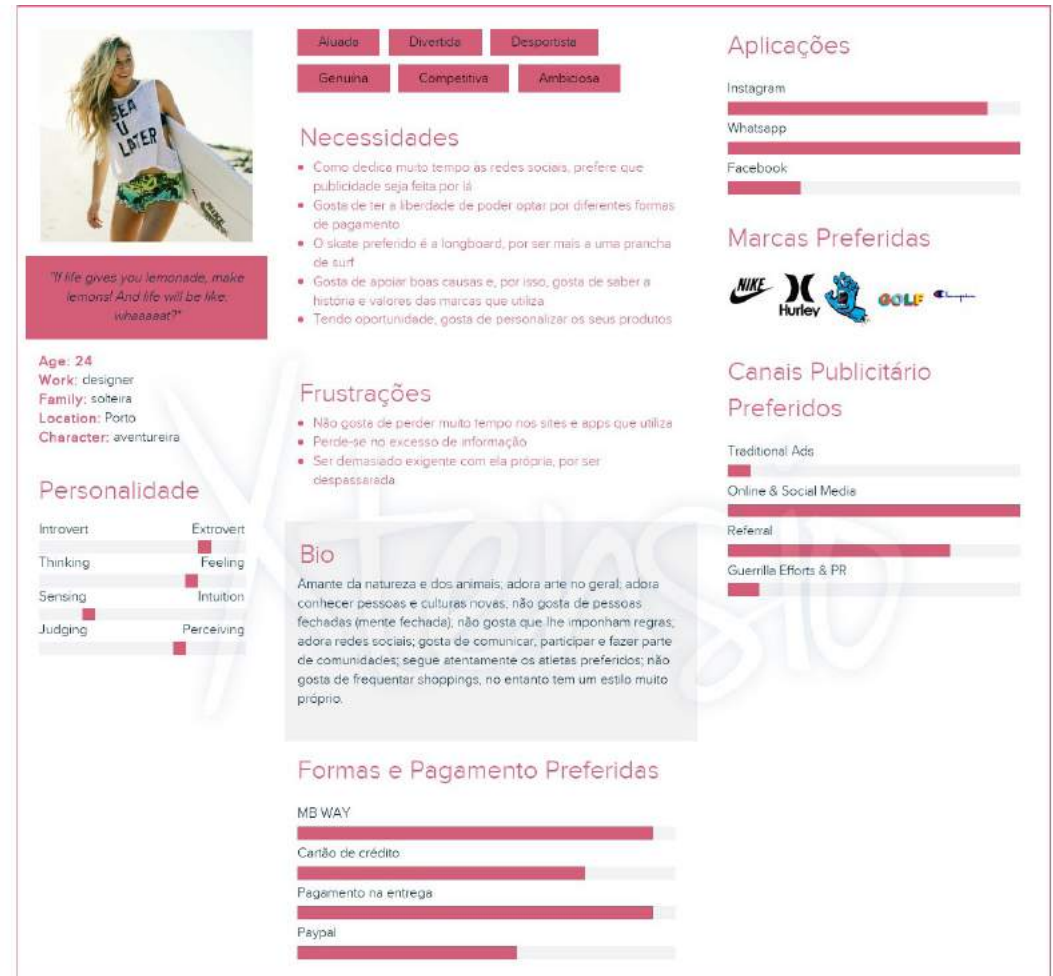 SEA
U
LATER
"If life gives you lemonade, make
lemons! And life will be like,
whaaaaat?"
Age: 24
Work: designer
Family: solteira
Location: Porto
Character: aventureira
Personalidade
Introvert Extrovert
Thinking Feeling
Sensing Intuition
Judging Perceiving
Aluada Divertida Desportista
Genuína Competitiva Ambiciosa
Necessidades
• Como dedica muito tempo às redes sociais, prefere que
publicidade seja feita por lá
• Gosta de ter a liberdade de poder optar por diferentes formas
de pagamento
• O skate preferido é a longboard, por ser mais a uma prancha
de surf
• Gosta de apoiar boas causas e, por isso, gosta de saber a
história e valores das marcas que utiliza
• Tendo oportunidade, gosta de personalizar os seus produtos
Frustrações
• Não gosta de perder muito tempo nos sites e apps que utiliza
• Perde-se no excesso de informação
• Ser demasiado exigente com ela própria, por ser
despassarada
Bio
Amante da natureza e dos animais; adora arte no geral; adora
conhecer pessoas e culturas novas; não gosta de pessoas
fechadas (mente fechada); não gosta que lhe imponham regras;
adora redes sociais; gosta de comunicar, participar e fazer parte
de comunidades; segue atentamente os atletas preferidos; não
gosta de frequentar shoppings, no entanto tem um estilo muito
próprio.
Formas e Pagamento Preferidas
MB WAY
Cartão de crédito
Pagamento na entrega
Paypal
Aplicações
Instagram
Whatsapp
Facebook
Marcas Preferidas
NIKE Hurley GOLF Champion
Canais Publicitário
Preferidos
Traditional Ads
Online & Social Media
Referral
Guerrilla Efforts & PR
Xtensio